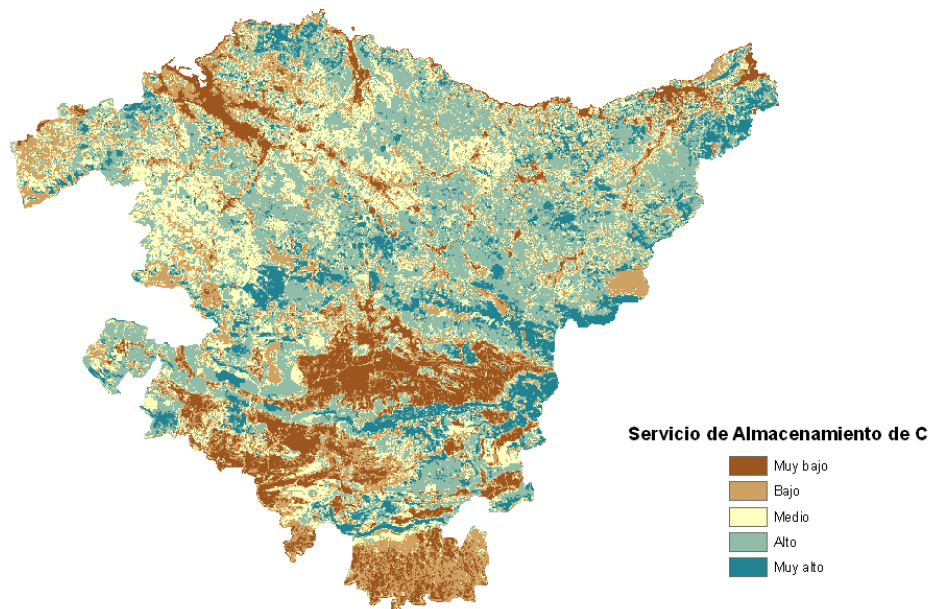 Servicio de Almacenamiento de C
Muy bajo
Bajo
Medio
Alto
Muy alto